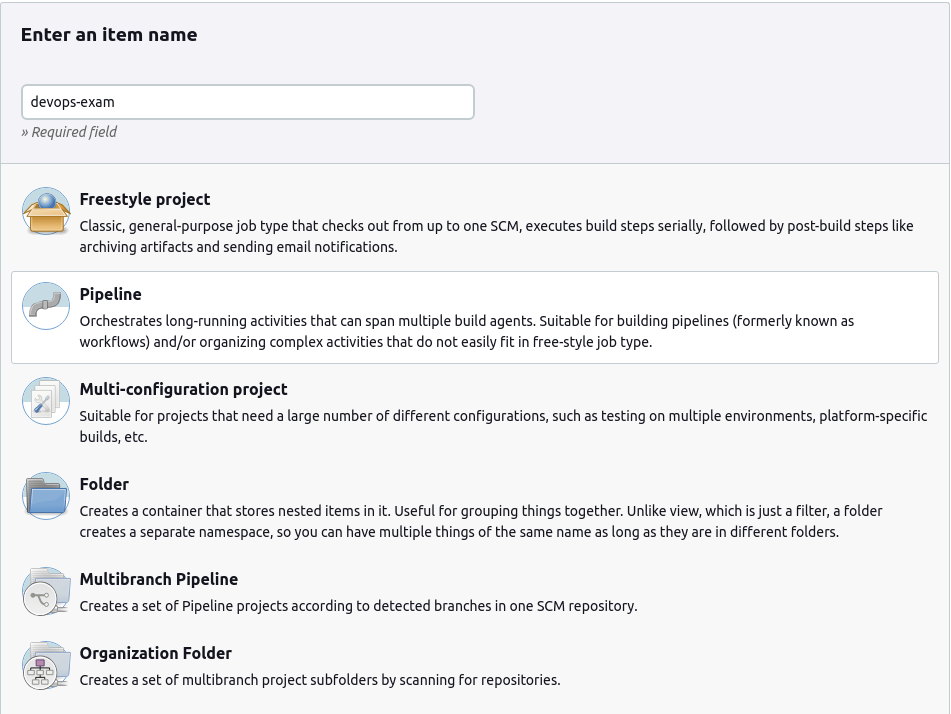 Enter an item name
devops-exam
» Required field
Freestyle project
Classic, general-purpose job type that checks out from up to one SCM, executes build steps serially, followed by post-build steps like
archiving artifacts and sending email notifications.
Pipeline
Orchestrates long-running activities that can span multiple build agents. Suitable for building pipelines (formerly known as
workflows) and/or organizing complex activities that do not easily fit in free-style job type.
Multi-configuration project
Suitable for projects that need a large number of different configurations, such as testing on multiple environments, platform-specific
builds, etc.
Folder
Creates a container that stores nested items in it. Useful for grouping things together. Unlike view, which is just a filter, a folder
creates a separate namespace, so you can have multiple things of the same name as long as they are in different folders.
Multibranch Pipeline
Creates a set of Pipeline projects according to detected branches in one SCM repository.
Organization Folder
Creates a set of multibranch project subfolders by scanning for repositories.